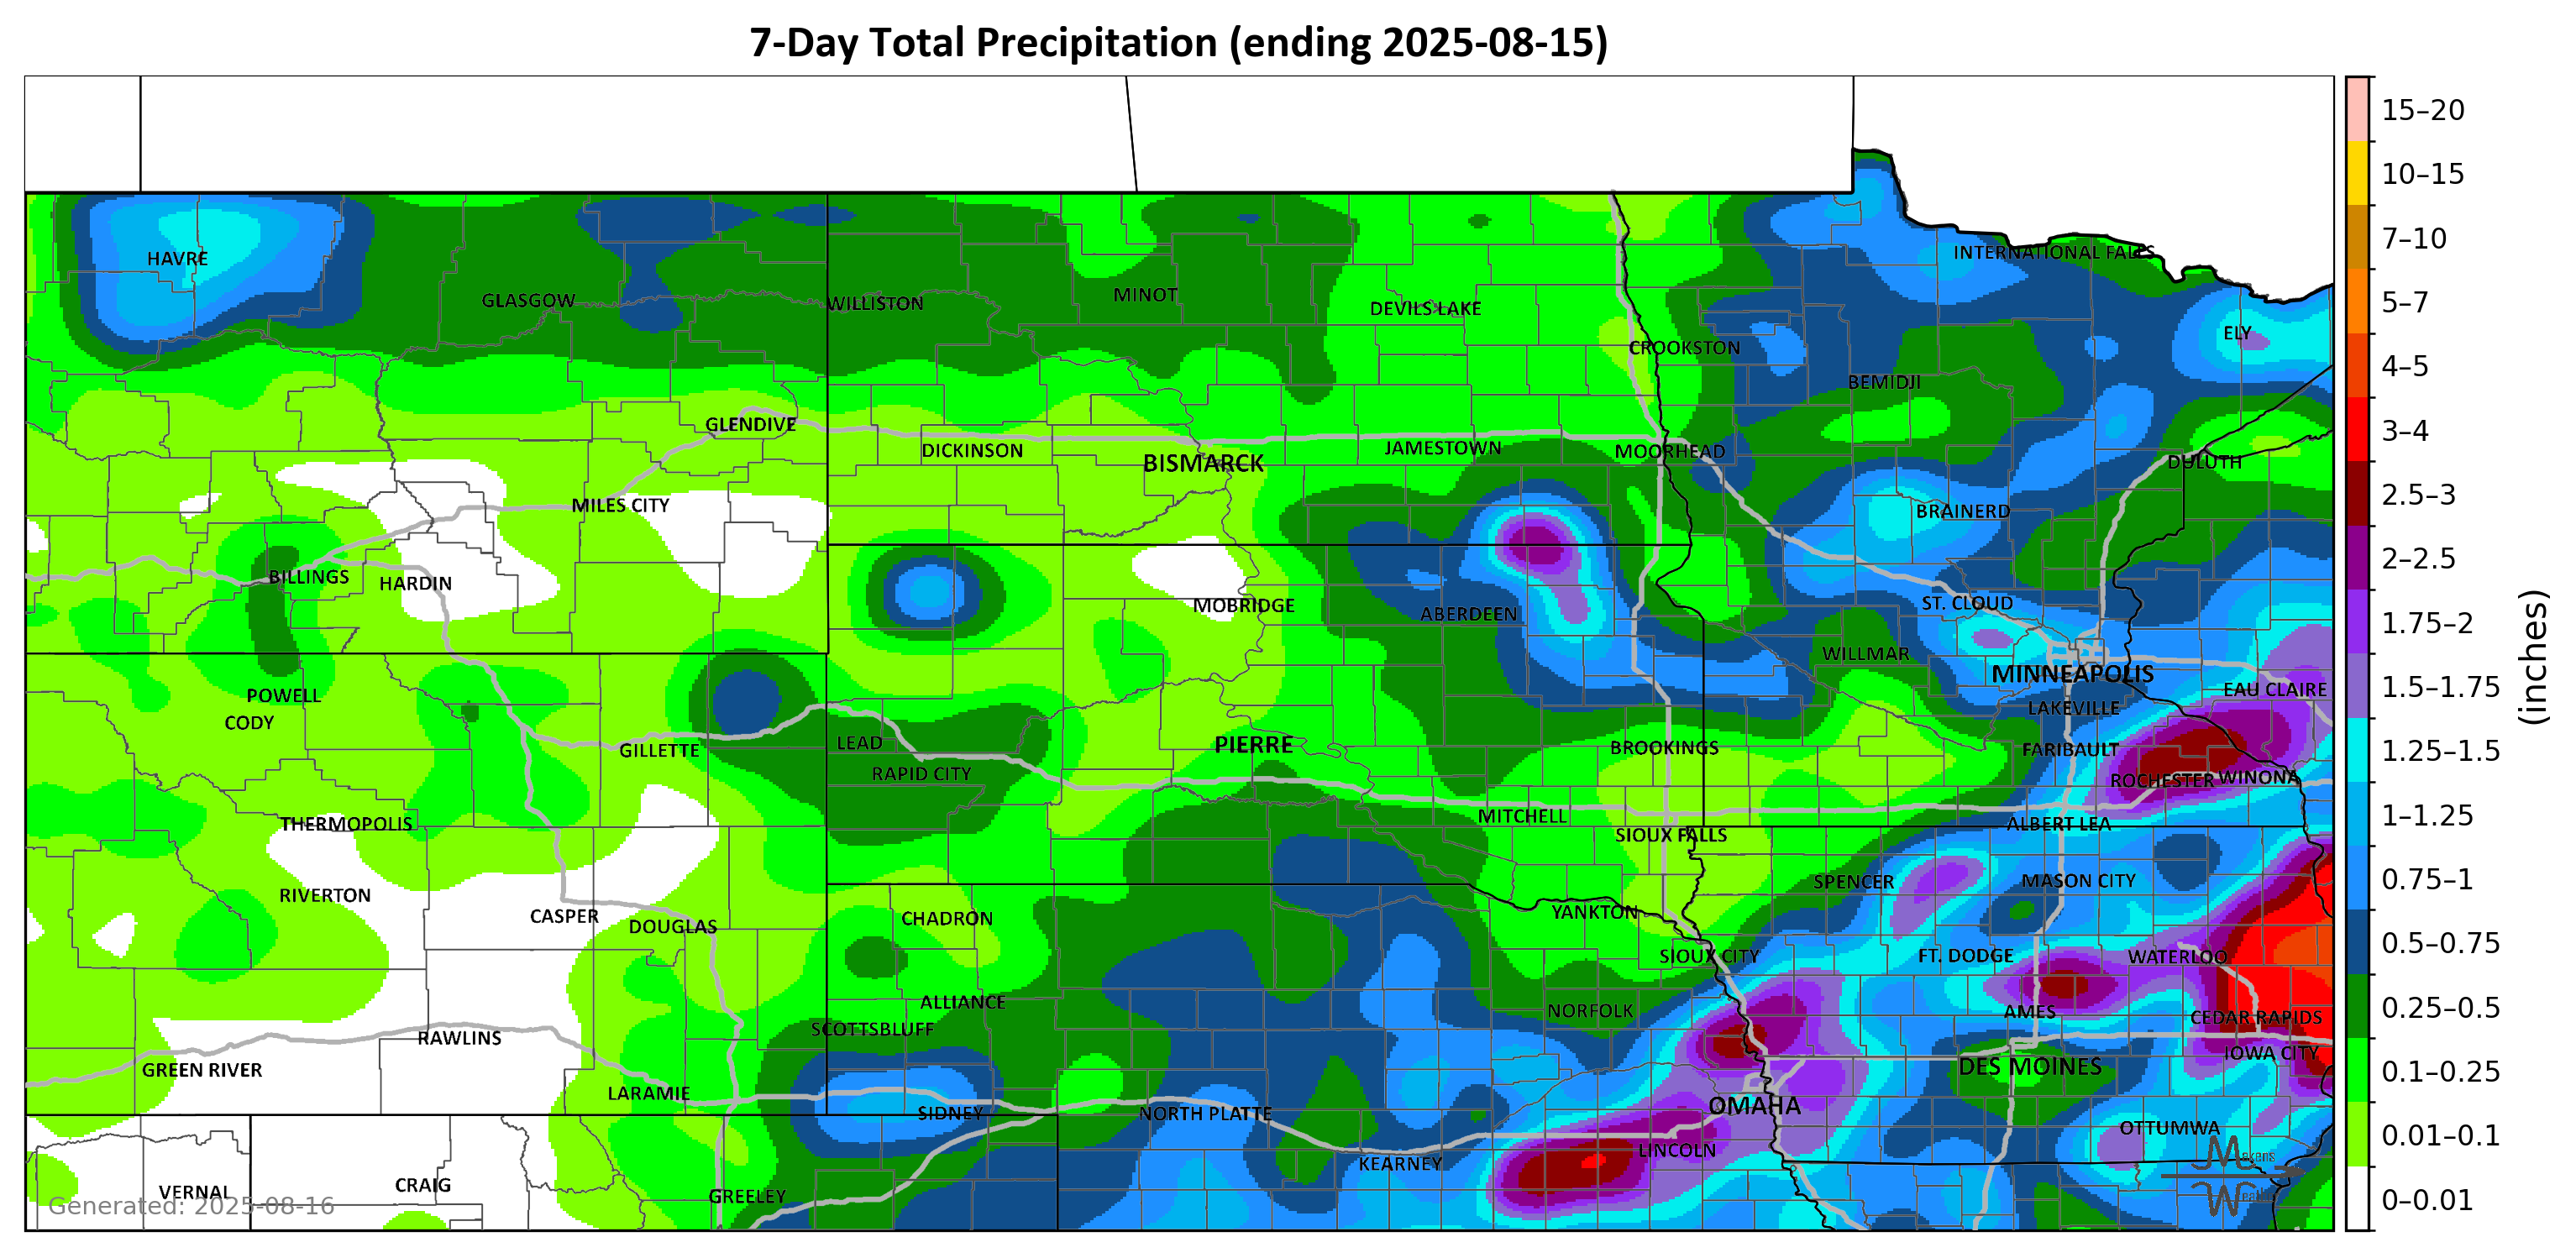 7-Day Total Precipitation (ending 2025-08-15)
15–20
10–15
7–10
5–7
4–5
3–4
2.5–3
2–2.5
1.75–2
1.5–1.75
1.25–1.5
1–1.25
0.75–1
0.5–0.75
0.25–0.5
0.1–0.25
0.01–0.1
0–0.01
(inches)
HAVRE
INTERNATIONAL FALLS
GLASGOW
WILLISTON
MINOT
DEVILS LAKE
ELY
CROOKSTON
BEMIDJI
GLENDIVE
DICKINSON
BISMARCK
JAMESTOWN
MOORHEAD
DULUTH
MILES CITY
BRAINERD
BILLINGS
HARDIN
MOBRIDGE
ABERDEEN
ST. CLOUD
WILLMAR
MINNEAPOLIS
POWELL
EAU CLAIRE
CODY
LAKEVILLE
GILLETTE
LEAD
PIERRE
BROOKINGS
FARIBAULT
RAPID CITY
ROCHESTER
WINONA
THERMOPOLIS
MITCHELL
ALBERT LEA
SIOUX FALLS
RIVERTON
SPENCER
MASON CITY
CASPER
DOUGLAS
CHADRON
YANKTON
SIOUX CITY
FT. DODGE
WATERLOO
ALLIANCE
NORFOLK
AMES
CEDAR RAPIDS
SCOTTSBLUFF
RAWLINS
IOWA CITY
GREEN RIVER
DES MOINES
LARAMIE
SIDNEY
NORTH PLATTE
OMAHA
OTTUMWA
LINCOLN
KEARNEY
VERNAL
CRAIG
GREELEY
Generated: 2025-08-16